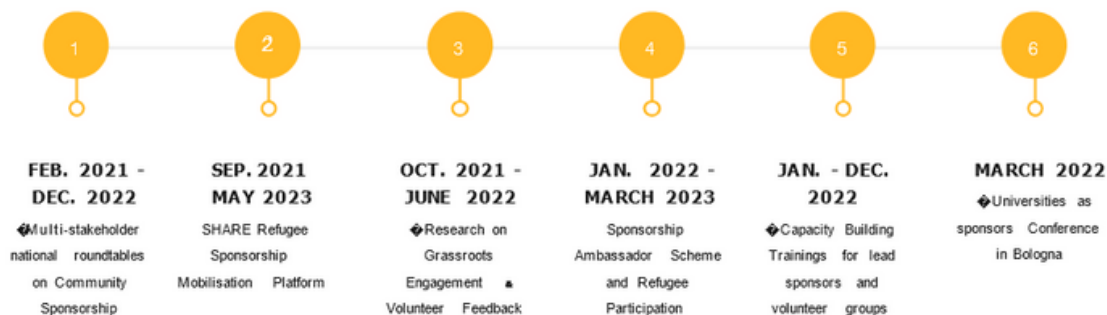 1
2
3
4
5
6
FEB. 2021 -
DEC. 2022
�Multi-stakeholder
national roundtables
on Community
Sponsorship
SEP. 2021
MAY 2023
SHARE Refugee
Sponsorship
Mobilisation Platform
OCT. 2021 -
JUNE 2022
�Research on
Grassroots
Engagement &
Volunteer Feedback
JAN. 2022 -
MARCH 2023
Sponsorship
Ambassador Scheme
and Refugee
Participation
JAN. - DEC.
2022
�Capacity Building
Trainings for lead
sponsors and
volunteer groups
MARCH 2022
�Universities as
sponsors Conference
in Bologna